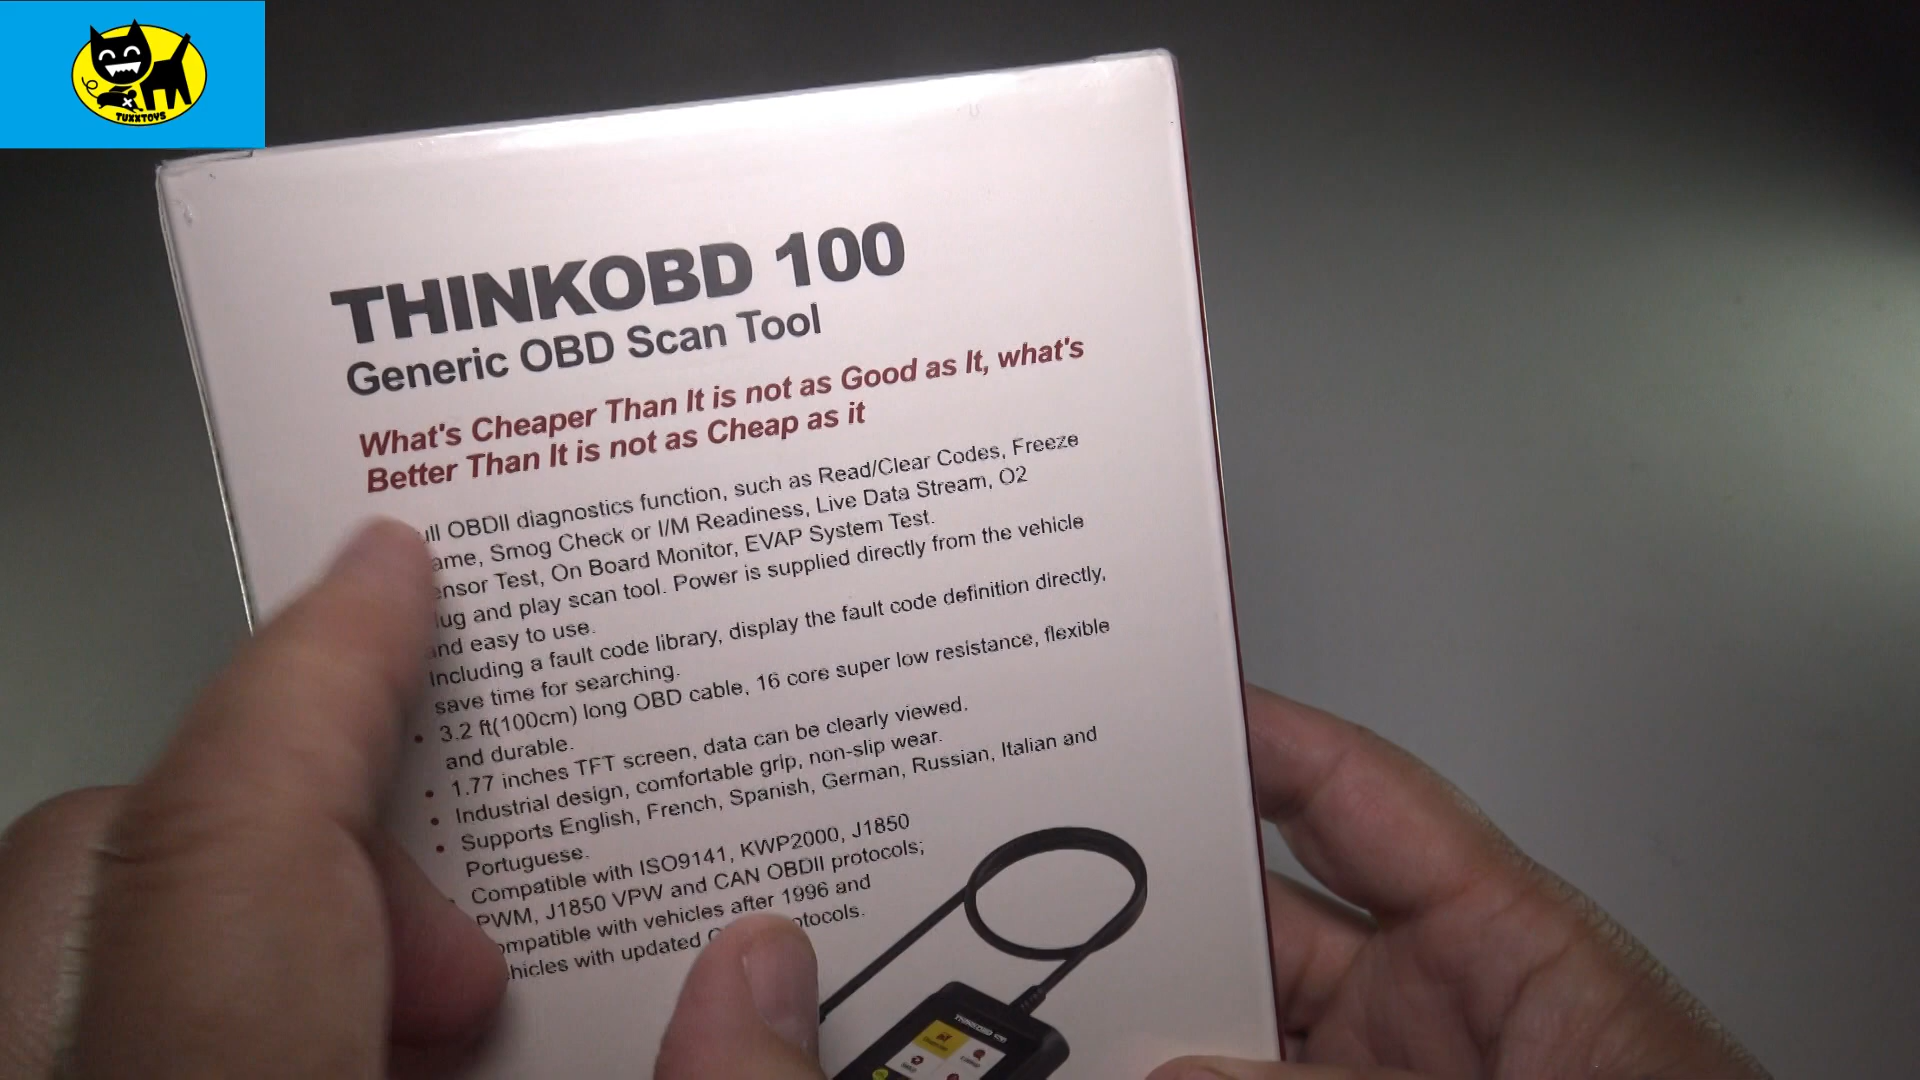 TUXXTOYS
THINKOBD 100
Generic OBD Scan Tool
What's Cheaper Than It is not as Good as It, what's
Better Than It is not as Cheap as it
ull OBDII diagnostics function, such as Read/Clear Codes, Freeze
ame, Smog Check or I/M Readiness, Live Data Stream, O2
ensor Test, On Board Monitor, EVAP System Test.
lug and play scan tool. Power is supplied directly from the vehicle
and easy to use.
Including a fault code library, display the fault code definition directly,
save time for searching.
• 3.2 ft(100cm) long OBD cable, 16 core super low resistance, flexible
and durable.
• 1.77 inches TFT screen, data can be clearly viewed.
• Industrial design, comfortable grip, non-slip wear.
• Supports English, French, Spanish, German, Russian, Italian and
Portuguese.
Compatible with ISO9141, KWP2000, J1850
PWM, J1850 VPW and CAN OBDII protocols;
ompatible with vehicles after 1996 and
hicles with updated otocols.
THINKOBD 100